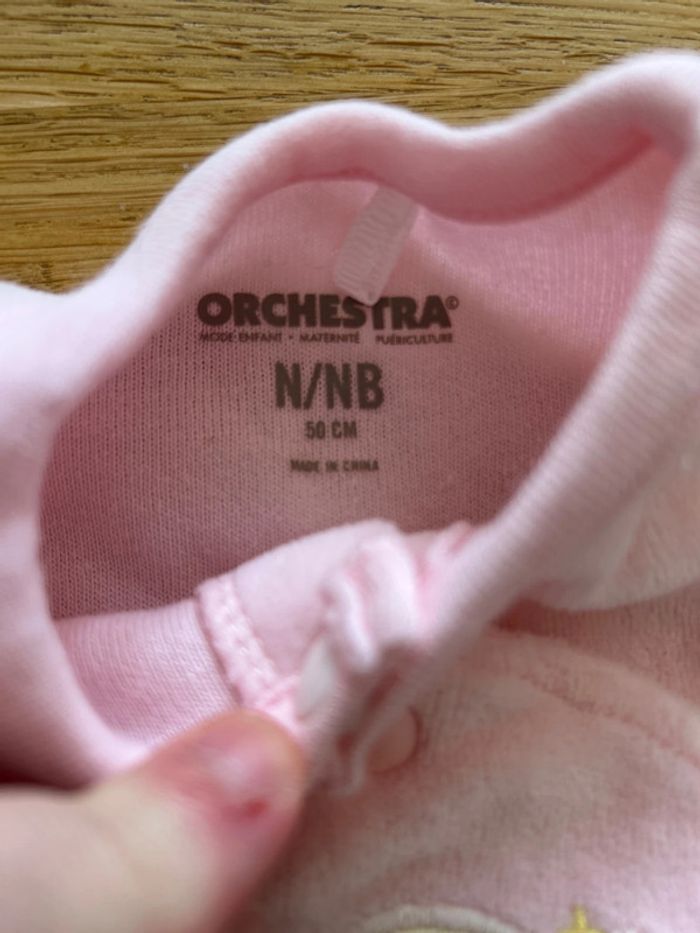 ORCHESTRA®
MODE ENFANT • MATERNITÉ PUÉRICULTURE
N/NB
50 CM
MADE IN CHINA